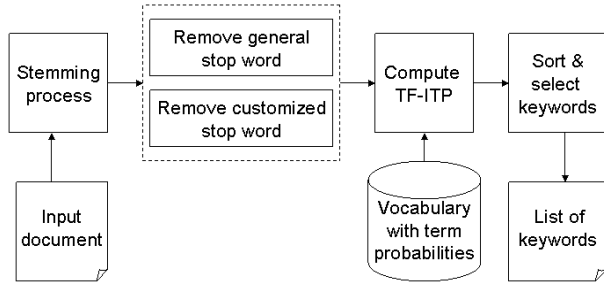 Stemming
process
Remove general
stop word
Remove customized
stop word
Compute
TF-ITP
Sort &
select
keywords
Input
document
Vocabulary
with term
probabilities
List of
keywords